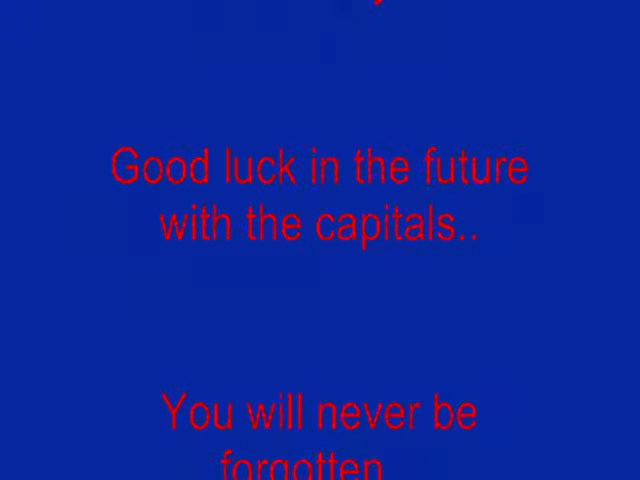 Good luck in the future
with the capitals..
You will never be
forgotten